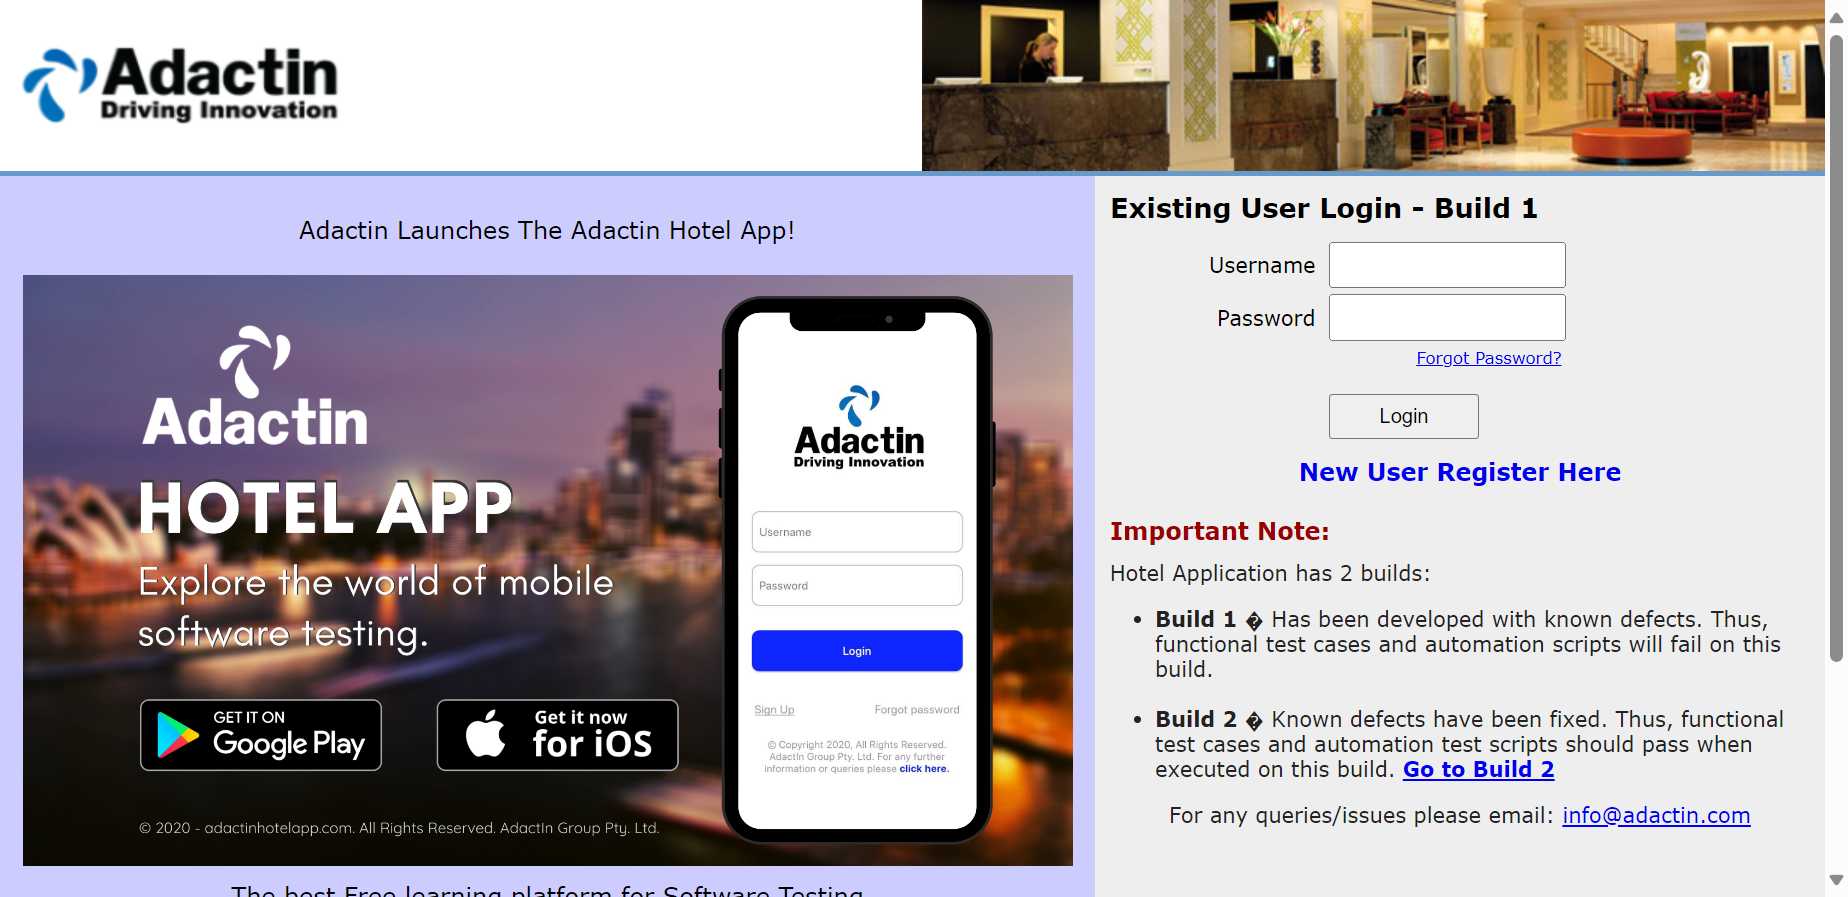 Adactin
Driving Innovation
Adactin Launches The Adactin Hotel App!
Adactin
HOTEL APP
Explore the world of mobile
software testing.
GET IT ON
Google Play
Get it now
for iOS
© 2020 - adactinhotelapp.com. All Rights Reserved. AdactIn Group Pty. Ltd.
Adactin
Driving Innovation
Username
Password
Login
Sign Up
Forgot password
© Copyright 2020, All Rights Reserved.
AdactIn Group Pty. Ltd. For any further
information or queries please click here.
The best Free learning platform for Software Testing
Existing User Login - Build 1
Username
Password
Forgot Password?
Login
New User Register Here
Important Note:
Hotel Application has 2 builds:
• Build 1 � Has been developed with known defects. Thus,
functional test cases and automation scripts will fail on this
build.
• Build 2 � Known defects have been fixed. Thus, functional
test cases and automation test scripts should pass when
executed on this build. Go to Build 2
For any queries/issues please email: info@adactin.com